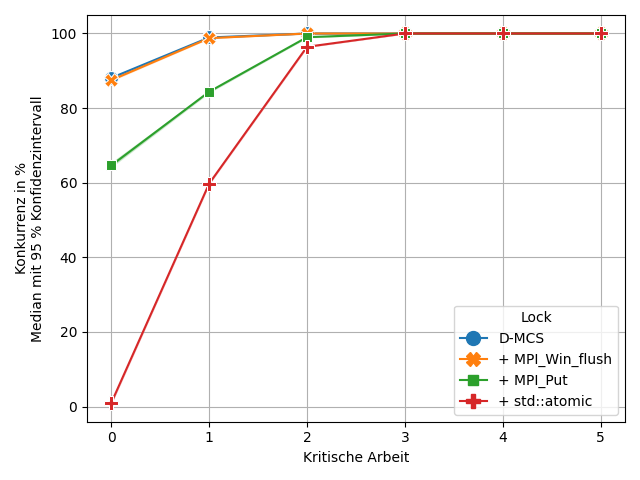 Konkurrenz in %
Median mit 95 % Konfidenzintervall
100
80
60
40
20
0
0 1 2 3 4 5
Kritische Arbeit
Lock
D-MCS
+ MPI_Win_flush
+ MPI_Put
+ std::atomic